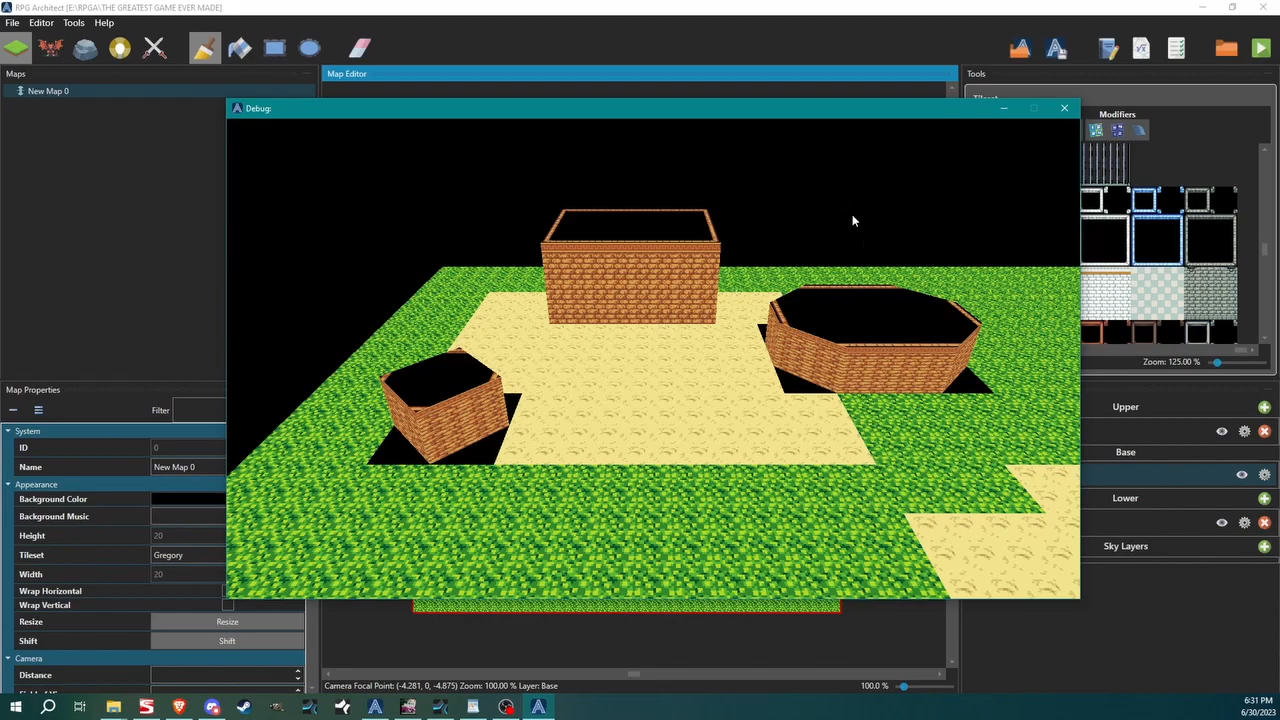 RPG Architect [E:\RPGA\THE GREATEST GAME EVER MADE]
File Editor Tools Help
Maps
New Map 0
Map Editor
Tools
Debug:
Modifiers
Zoom: 125.00 %
Map Properties
Filter
System
ID 0
Name New Map 0
Appearance
Background Color
Background Music
Height 20
Tileset Gregory
Width 20
Wrap Horizontal
Wrap Vertical
Resize Resize
Shift Shift
Camera
Distance
Upper
Base
Lower
Sky Layers
Camera Focal Point: (-4.281, 0, -4.875) Zoom: 100.00 % Layer: Base
100.0 %
6:31 PM
6/30/2023